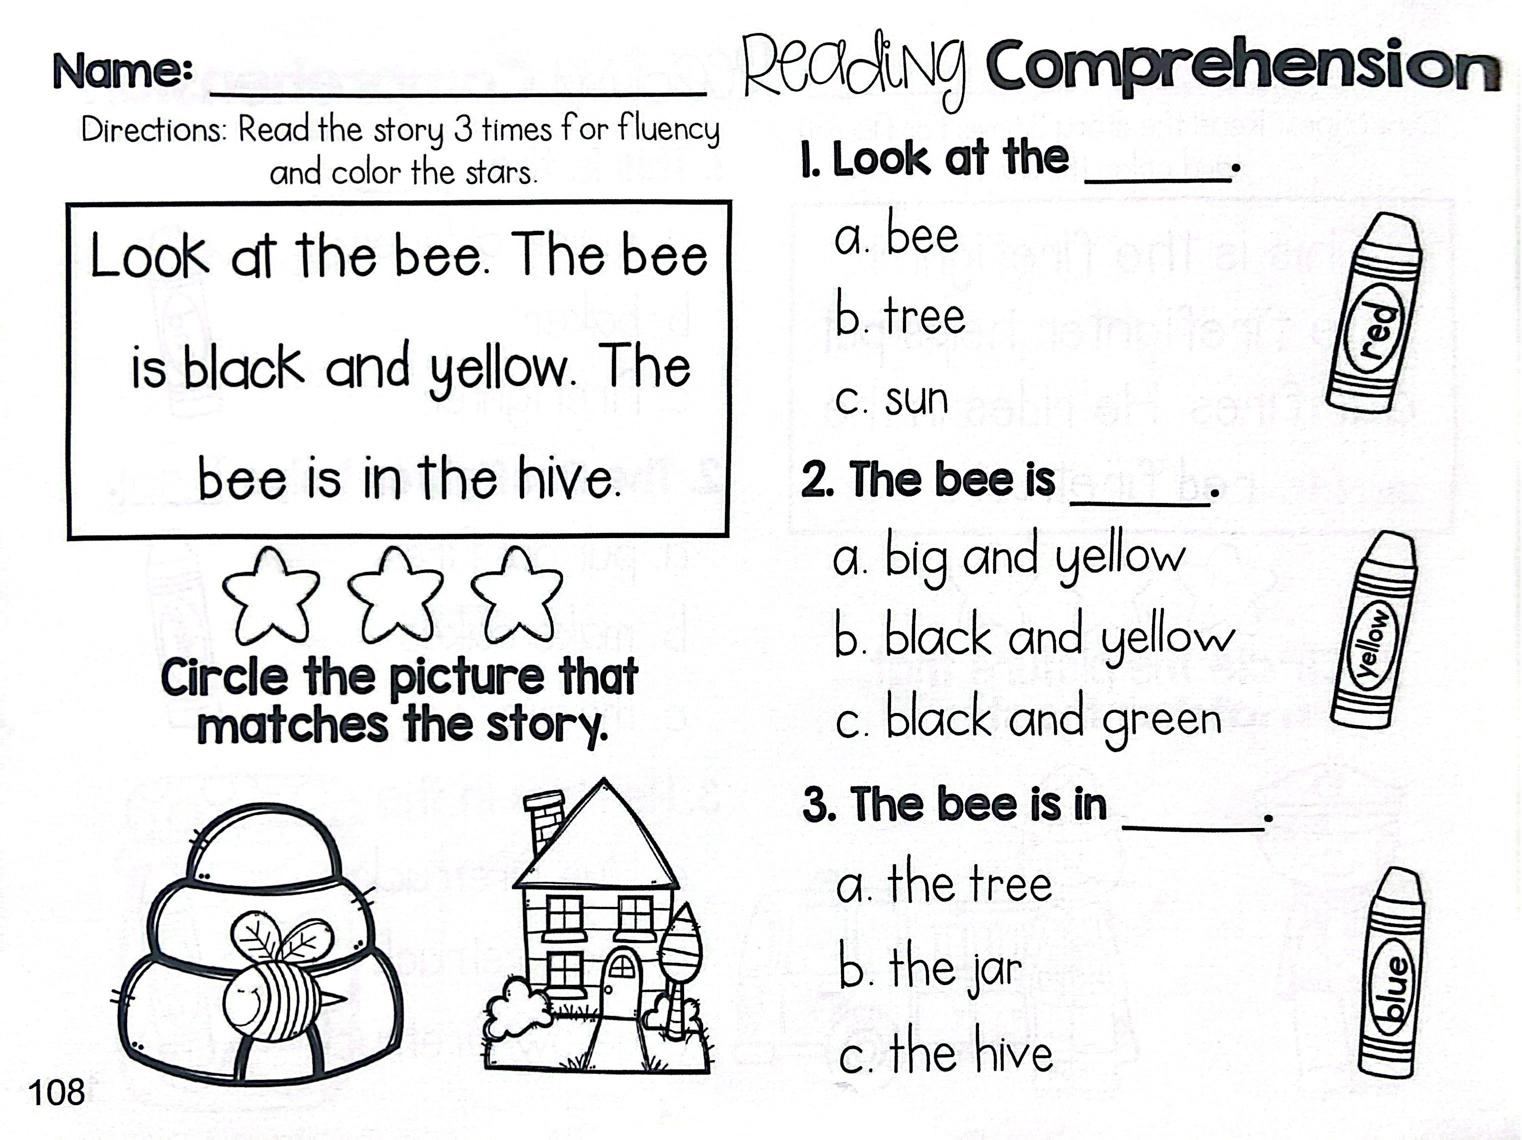 Name:
Directions: Read the story 3 times for fluency
and color the stars.
Look at the bee. The bee
is black and yellow. The
bee is in the hive.
Circle the picture that
matches the story.
108
Reading Comprehension
1. Look at the ______.
a. bee
b. tree
c. sun
red
2. The bee is ______.
a. big and yellow
b. black and yellow
c. black and green
yellow
3. The bee is in ______.
a. the tree
b. the jar
c. the hive
blue